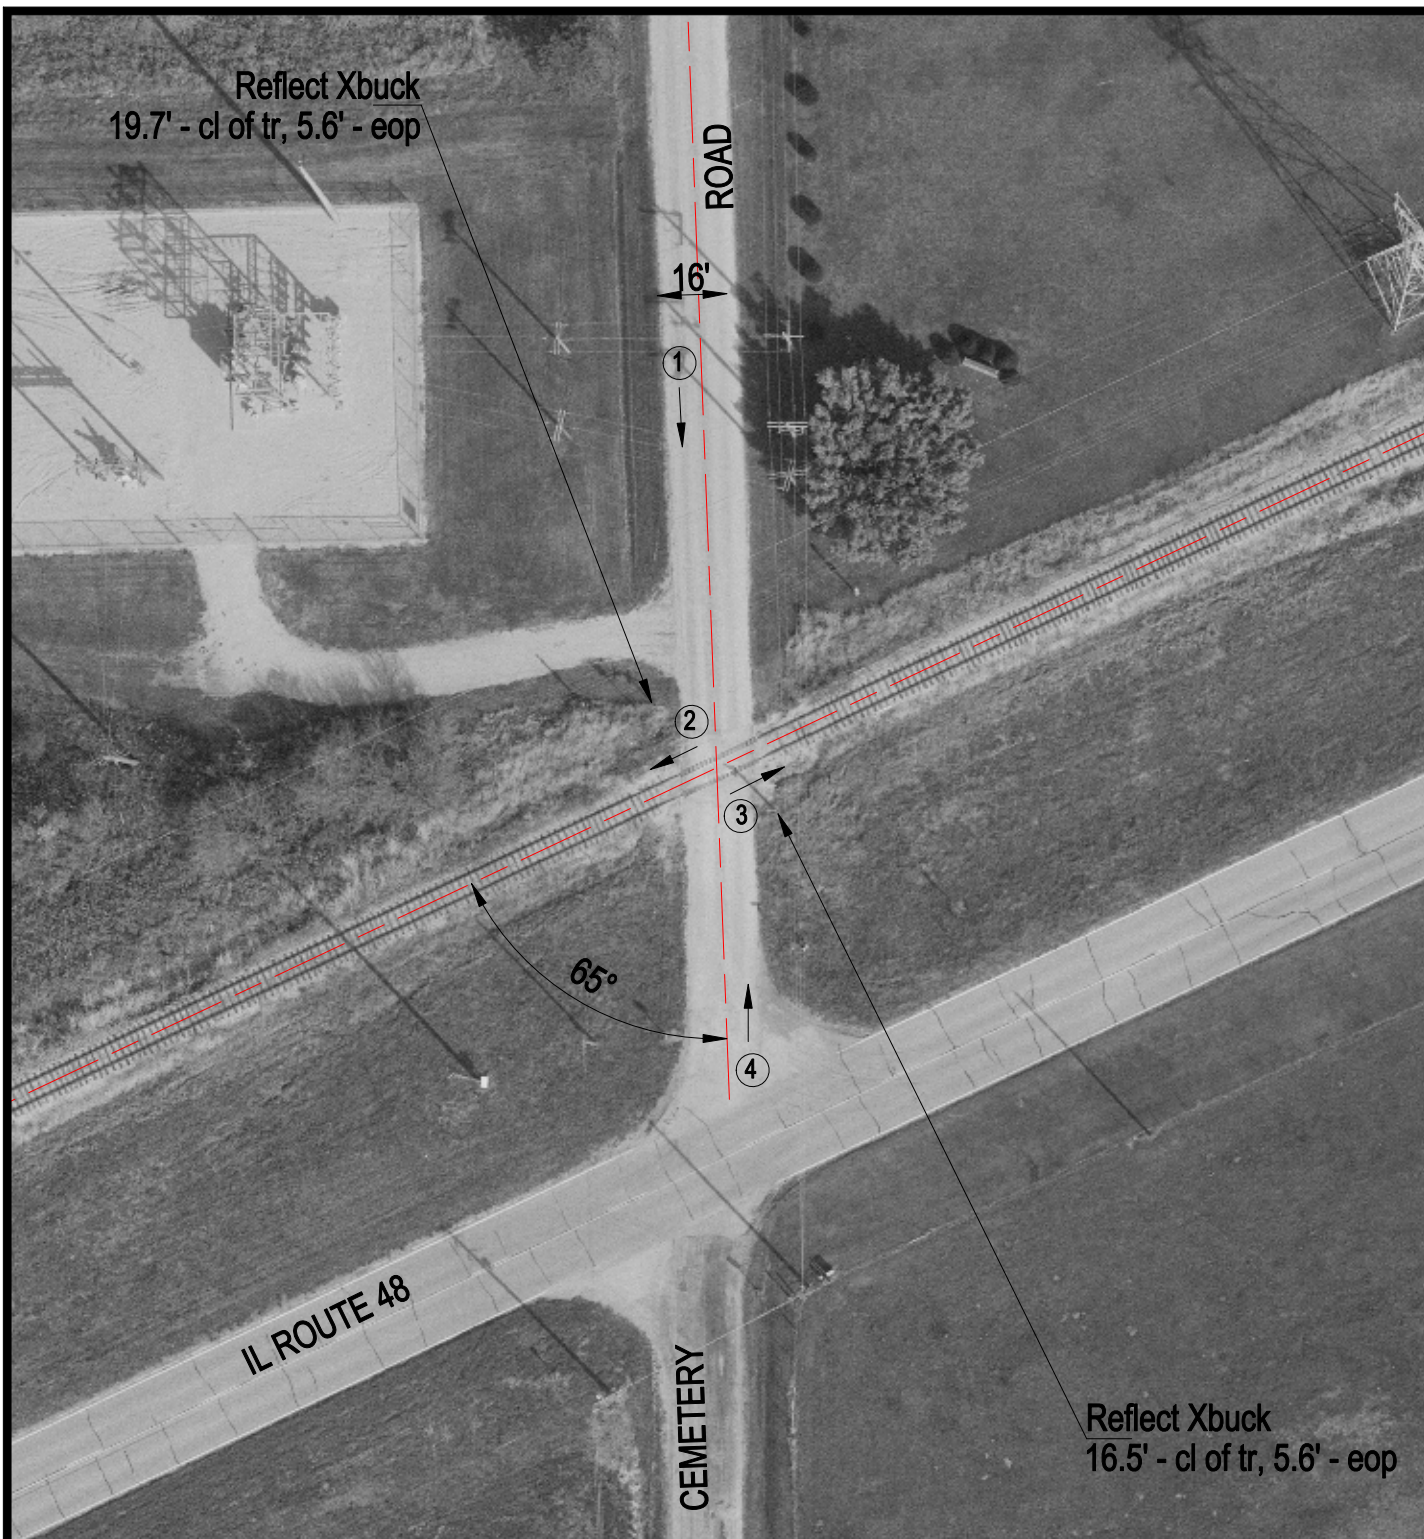 Reflect Xbuck
19.7' - cl of tr, 5.6' - eop
ROAD
16'
1
2
3
65°
4
IL ROUTE 48
CEMETERY
Reflect Xbuck
16.5' - cl of tr, 5.6' - eop